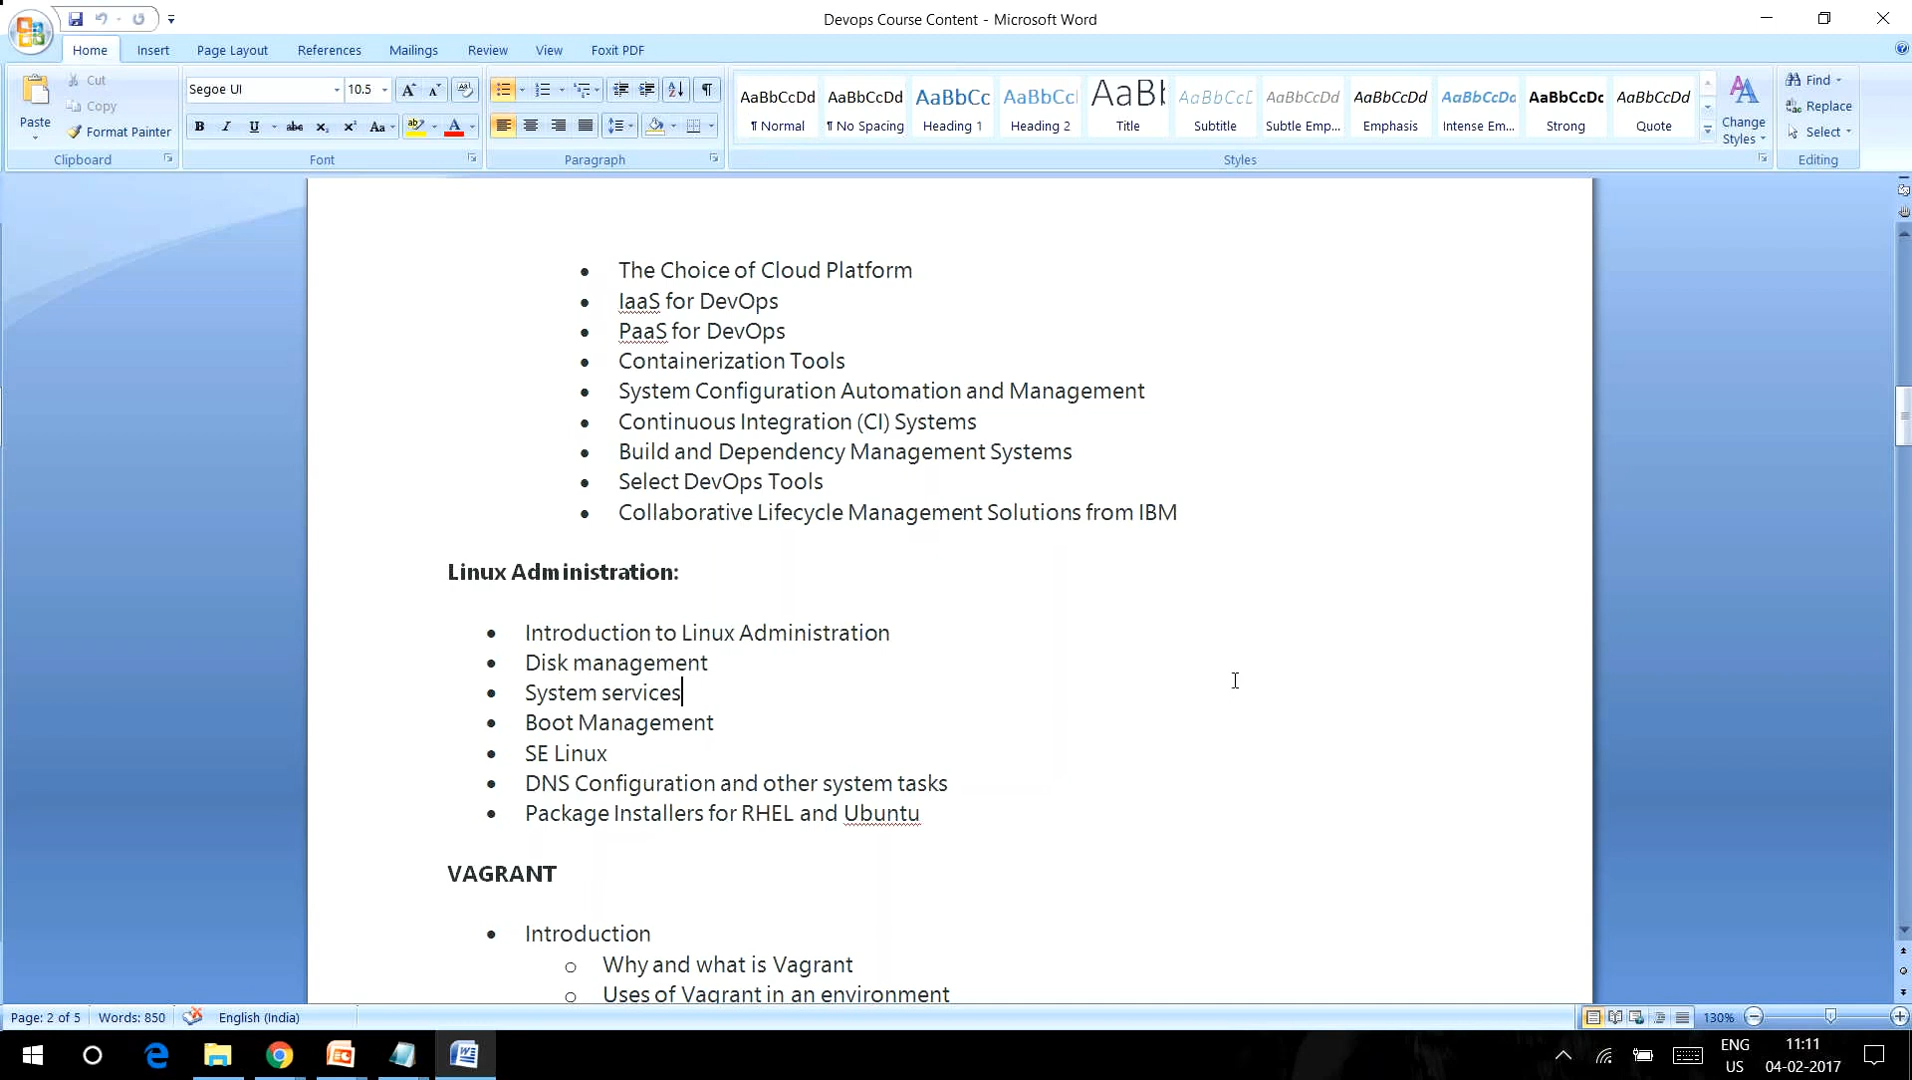 Devops Course Content - Microsoft Word
Home Insert Page Layout References Mailings Review View Foxit PDF
Paste
Cut
Copy
Format Painter
Clipboard
Segoe UI 10.5
Font
Paragraph
AaBbCcDd AaBbCcDd AaBbCc AaBbCc AaB AaBbCcD AaBbCcDd AaBbCcDd AaBbCcDc AaBbCcDc AaBbCcDd
¶ Normal ¶ No Spacing Heading 1 Heading 2 Title Subtitle Subtle Emp... Emphasis Intense Em... Strong Quote
Change Styles
Styles
Find
Replace
Select
Editing
• The Choice of Cloud Platform
• IaaS for DevOps
• PaaS for DevOps
• Containerization Tools
• System Configuration Automation and Management
• Continuous Integration (CI) Systems
• Build and Dependency Management Systems
• Select DevOps Tools
• Collaborative Lifecycle Management Solutions from IBM
Linux Administration:
• Introduction to Linux Administration
• Disk management
• System services
• Boot Management
• SE Linux
• DNS Configuration and other system tasks
• Package Installers for RHEL and Ubuntu
VAGRANT
• Introduction
o Why and what is Vagrant
o Uses of Vagrant in an environment
Page: 2 of 5 Words: 850 English (India) 130%
ENG 11:11
US 04-02-2017